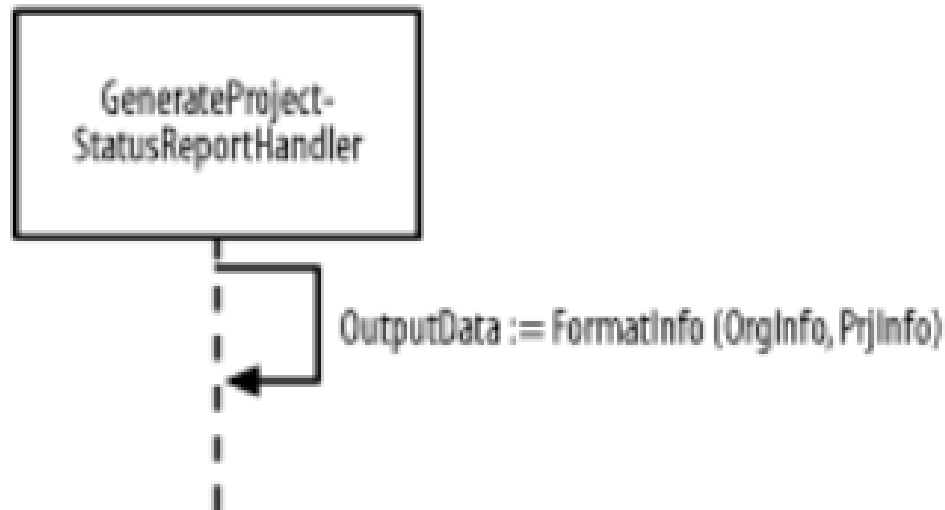 GenerateProject-
StatusReportHandler
OutputData := FormatInfo (OrgInfo, PrjInfo)